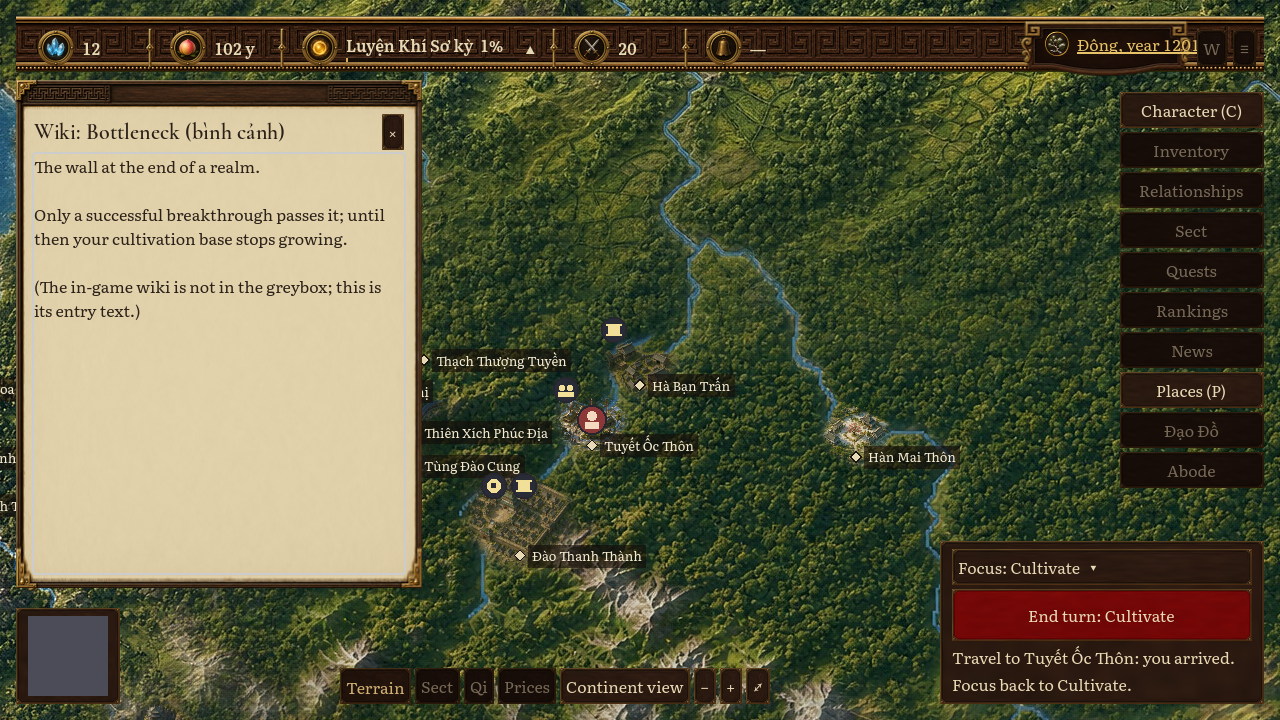 12
102 y
Luyện Khí Sơ kỳ 1% ▲
20
—
Đông, year 1201
W
≡
Wiki: Bottleneck (bình cảnh)
×
The wall at the end of a realm.
Only a successful breakthrough passes it; until
then your cultivation base stops growing.
(The in-game wiki is not in the greybox; this is
its entry text.)
Character (C)
Inventory
Relationships
Sect
Quests
Rankings
News
Places (P)
Đạo Đồ
Abode
Thạch Thượng Tuyền
Hà Bạn Trấn
Thiên Xích Phúc Địa
Tuyết Ốc Thôn
Hàn Mai Thôn
Tùng Đào Cung
Đào Thanh Thành
Focus: Cultivate ▾
End turn: Cultivate
Travel to Tuyết Ốc Thôn: you arrived.
Focus back to Cultivate.
Terrain
Sect
Qi
Prices
Continent view
−
+